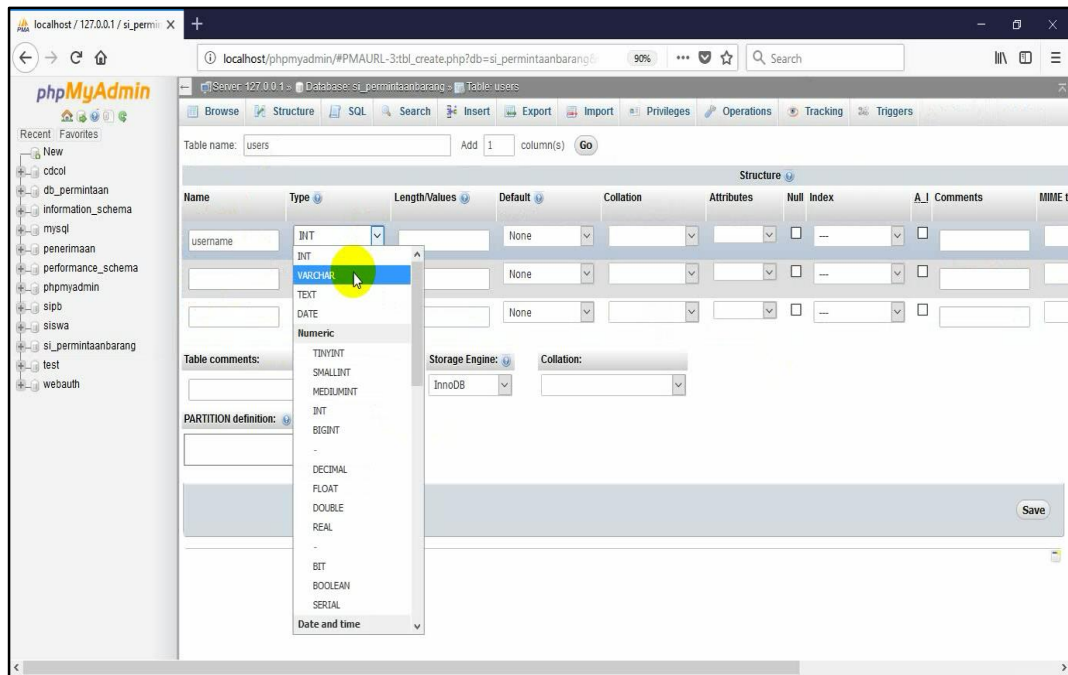 localhost / 127.0.0.1 / si_permin
localhost/phpmyadmin/#PMAURL-3:tbl_create.php?db=si_permintaanbarang&
90%
Search
phpMyAdmin
Recent Favorites
New
cdcol
db_permintaan
information_schema
mysql
penerimaan
performance_schema
phpmyadmin
sipb
siswa
si_permintaanbarang
test
webauth
Server: 127.0.0.1 » Database: si_permintaanbarang » Table: users
Browse Structure SQL Search Insert Export Import Privileges Operations Tracking Triggers
Table name: users Add 1 column(s) Go
Structure
Name Type Length/Values Default Collation Attributes Null Index A_I Comments MIME t
username INT None ---
None ---
None ---
INT
VARCHAR
TEXT
DATE
Numeric
TINYINT
SMALLINT
MEDIUMINT
INT
BIGINT
-
DECIMAL
FLOAT
DOUBLE
REAL
-
BIT
BOOLEAN
SERIAL
Date and time
Table comments: Storage Engine: Collation:
InnoDB
PARTITION definition:
Save